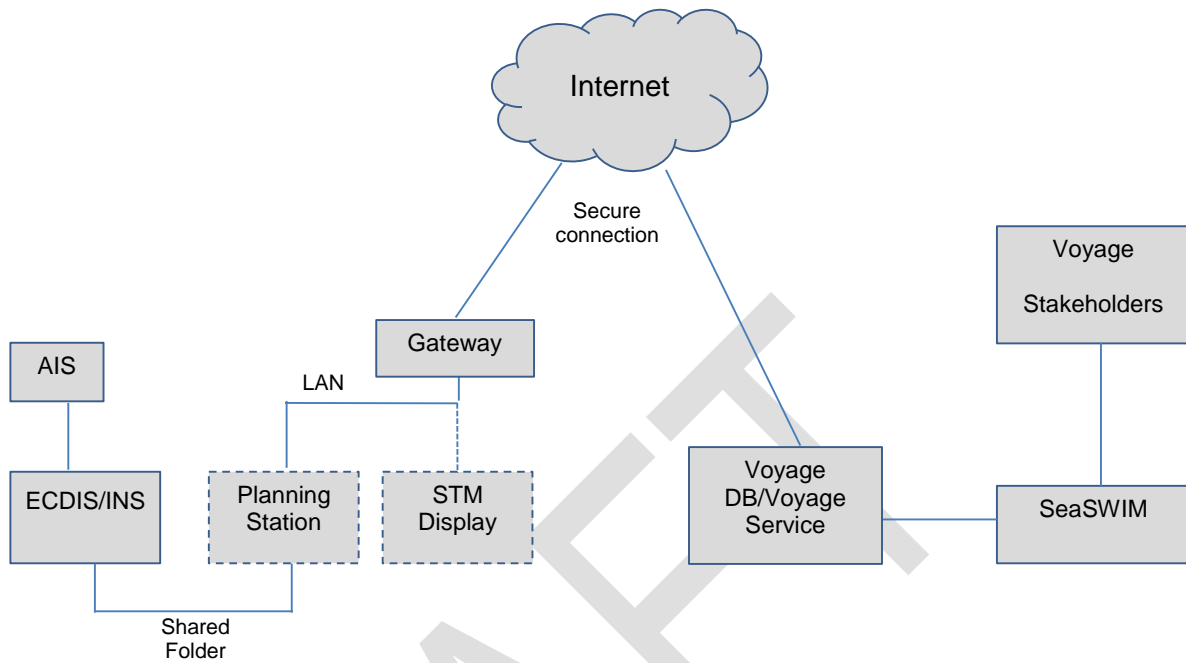 Internet
Secure
connection
Voyage
Stakeholders
Gateway
AIS
LAN
ECDIS/INS
Planning
Station
STM
Display
Voyage
DB/Voyage
Service
SeaSWIM
Shared
Folder